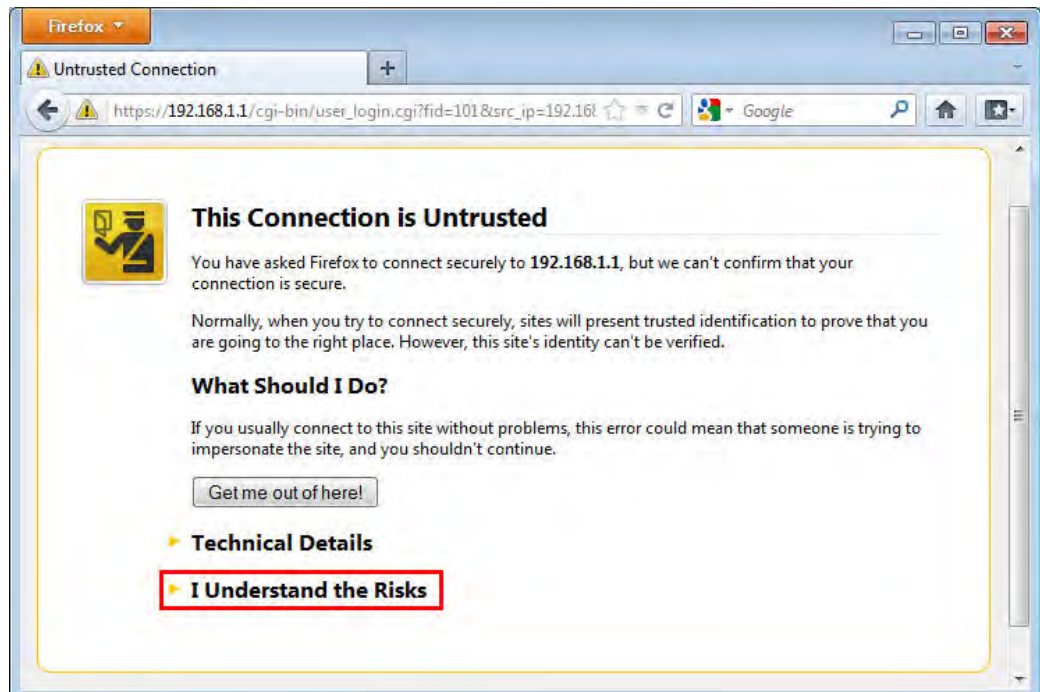 Firefox
Untrusted Connection
https://192.168.1.1/cgi-bin/user_login.cgi?fid=101&src_ip=192.168
Google
This Connection is Untrusted
You have asked Firefox to connect securely to 192.168.1.1, but we can't confirm that your
connection is secure.
Normally, when you try to connect securely, sites will present trusted identification to prove that you
are going to the right place. However, this site's identity can't be verified.
What Should I Do?
If you usually connect to this site without problems, this error could mean that someone is trying to
impersonate the site, and you shouldn't continue.
Get me out of here!
Technical Details
I Understand the Risks